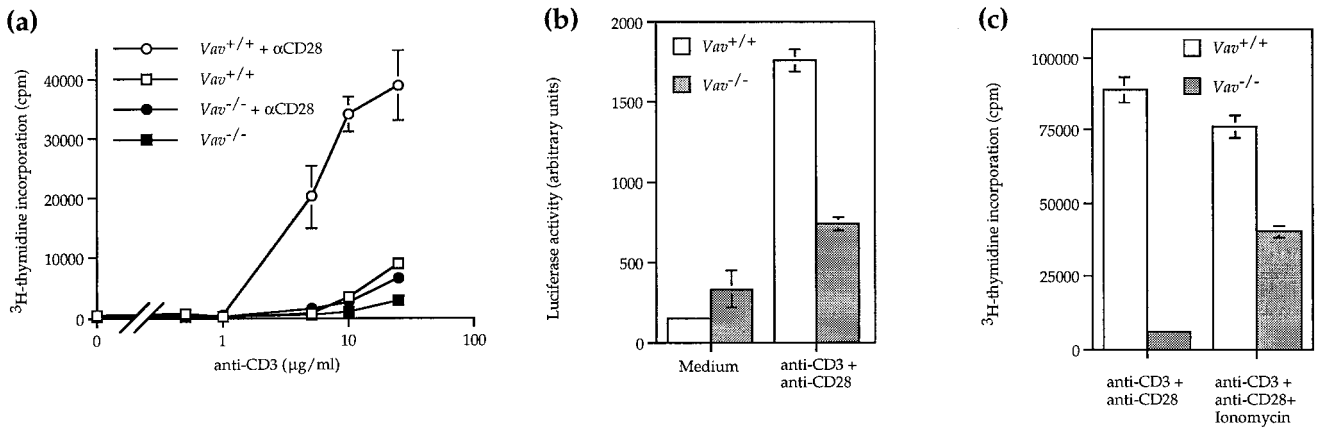 (a)
³H-thymidine incorporation (cpm)
40000
30000
20000
10000
0
Vav+/+ + αCD28
Vav+/+
Vav-/- + αCD28
Vav-/-
0
1
10
100
anti-CD3 (µg/ml)
(b)
Luciferase activity (arbitrary units)
2000
1500
1000
500
0
Vav+/+
Vav-/-
Medium
anti-CD3 +
anti-CD28
(c)
³H-thymidine incorporation (cpm)
100000
75000
50000
25000
0
Vav+/+
Vav-/-
anti-CD3 +
anti-CD28
anti-CD3 +
anti-CD28+
Ionomycin